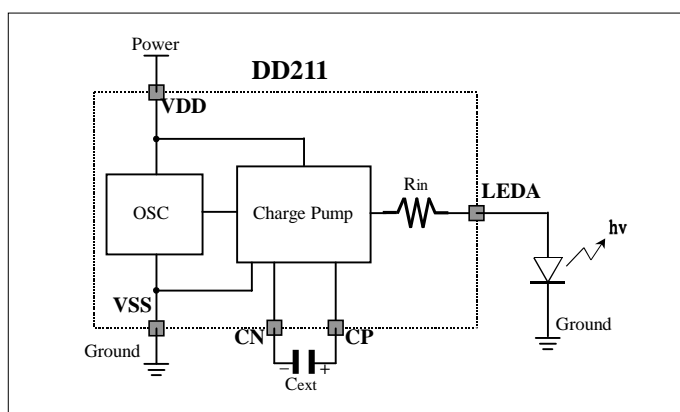 Power
DD211
VDD
OSC
Charge Pump
Rin
LEDA
hv
VSS
CN
CP
Ground
Ground
− +
Cext